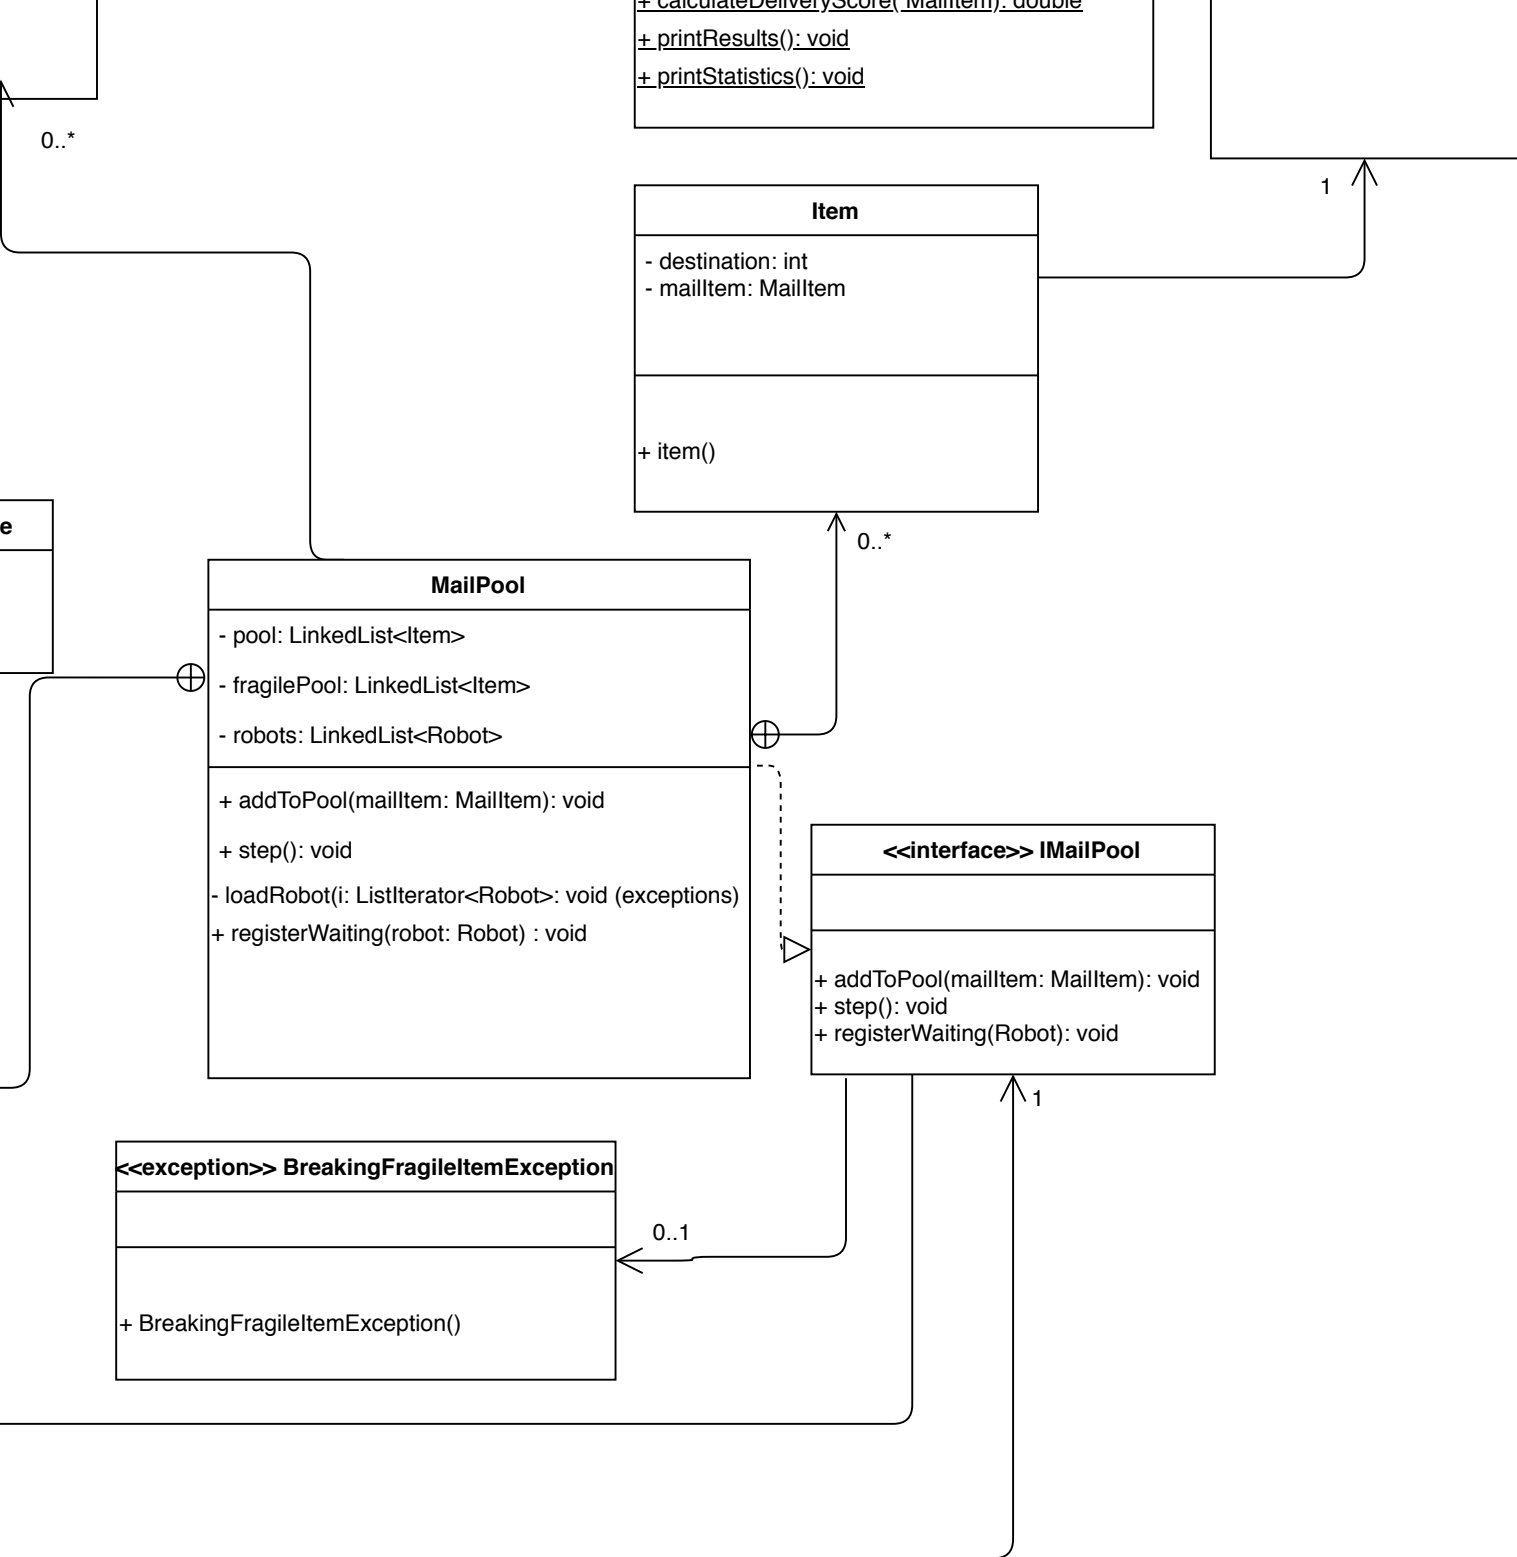 + calculateDeliveryScore( MailItem): double
+ printResults(): void
+ printStatistics(): void
0..*
1
Item
- destination: int
- mailItem: MailItem
+ item()
0..*
e
MailPool
- pool: LinkedList<Item>
- fragilePool: LinkedList<Item>
- robots: LinkedList<Robot>
+ addToPool(mailItem: MailItem): void
+ step(): void
- loadRobot(i: ListIterator<Robot>: void (exceptions)
+ registerWaiting(robot: Robot) : void
<<interface>> IMailPool
+ addToPool(mailItem: MailItem): void
+ step(): void
+ registerWaiting(Robot): void
1
<<exception>> BreakingFragileItemException
0..1
+ BreakingFragileItemException()